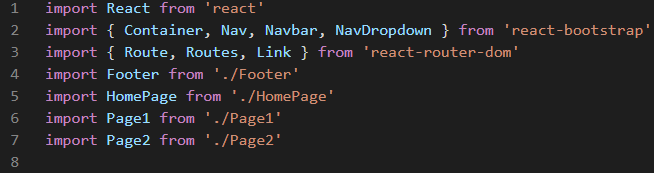 1 import React from 'react'
2 import { Container, Nav, Navbar, NavDropdown } from 'react-bootstrap'
3 import { Route, Routes, Link } from 'react-router-dom'
4 import Footer from './Footer'
5 import HomePage from './HomePage'
6 import Page1 from './Page1'
7 import Page2 from './Page2'
8